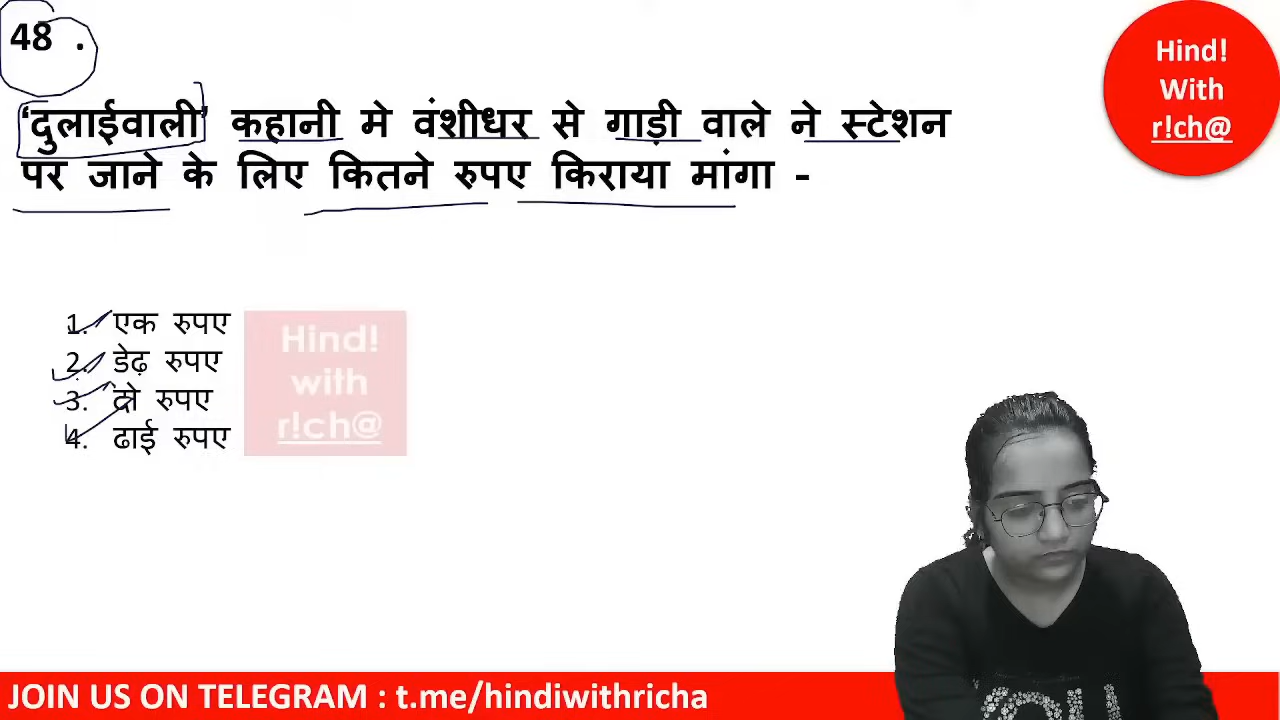 48 .
Hind!
With
r!ch@
‘दुलाईवाली’ कहानी मे वंशीधर से गाड़ी वाले ने स्टेशन
पर जाने के लिए कितने रुपए किराया मांगा -
1. एक रुपए
2. डेढ़ रुपए
3. दो रुपए
4. ढाई रुपए
Hind!
with
r!ch@
YOU
JOIN US ON TELEGRAM : t.me/hindiwithricha